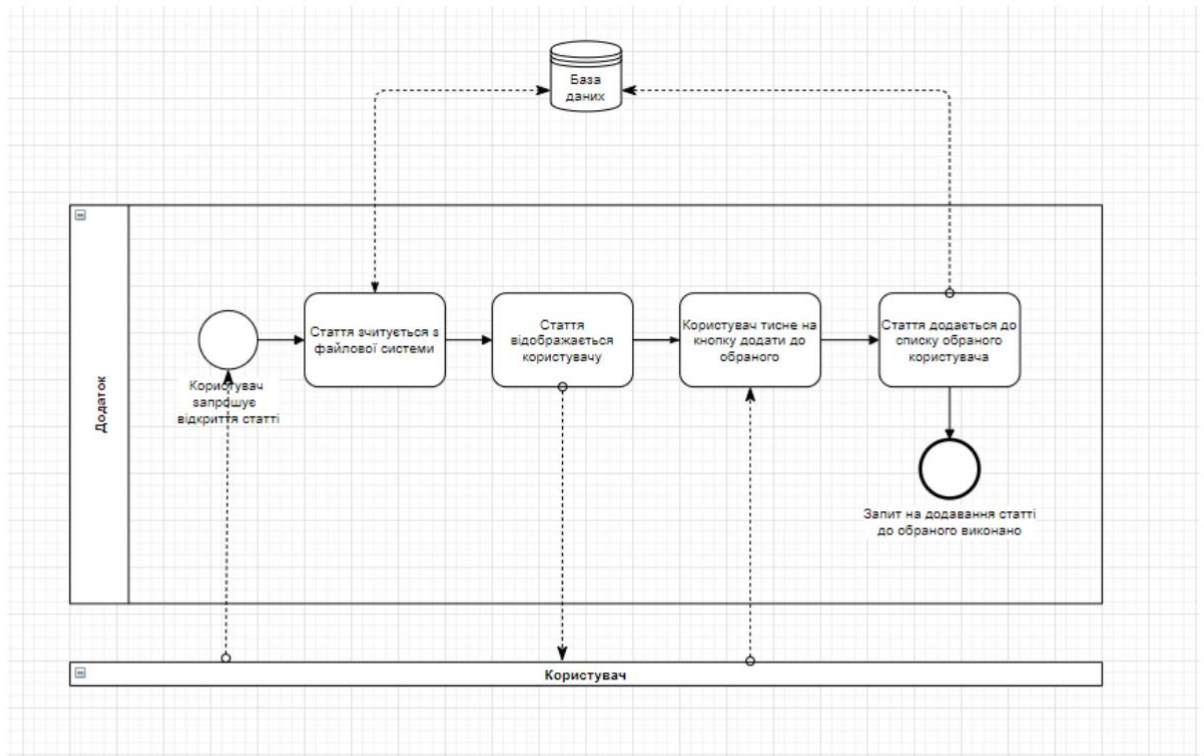 База
даних
Додаток
Користувач
запрошує
відкриття статті
Стаття зчитується з
файлової системи
Стаття
відображається
користувачу
Користувач тисне на
кнопку додати до
обраного
Стаття додається до
списку обраного
користувача
Запит на додавання статті
до обраного виконано
Користувач